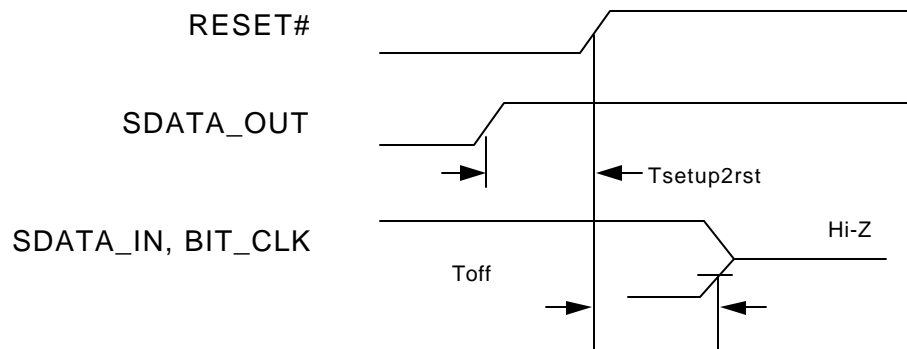 RESET#
SDATA_OUT
Tsetup2rst
SDATA_IN, BIT_CLK
Hi-Z
Toff